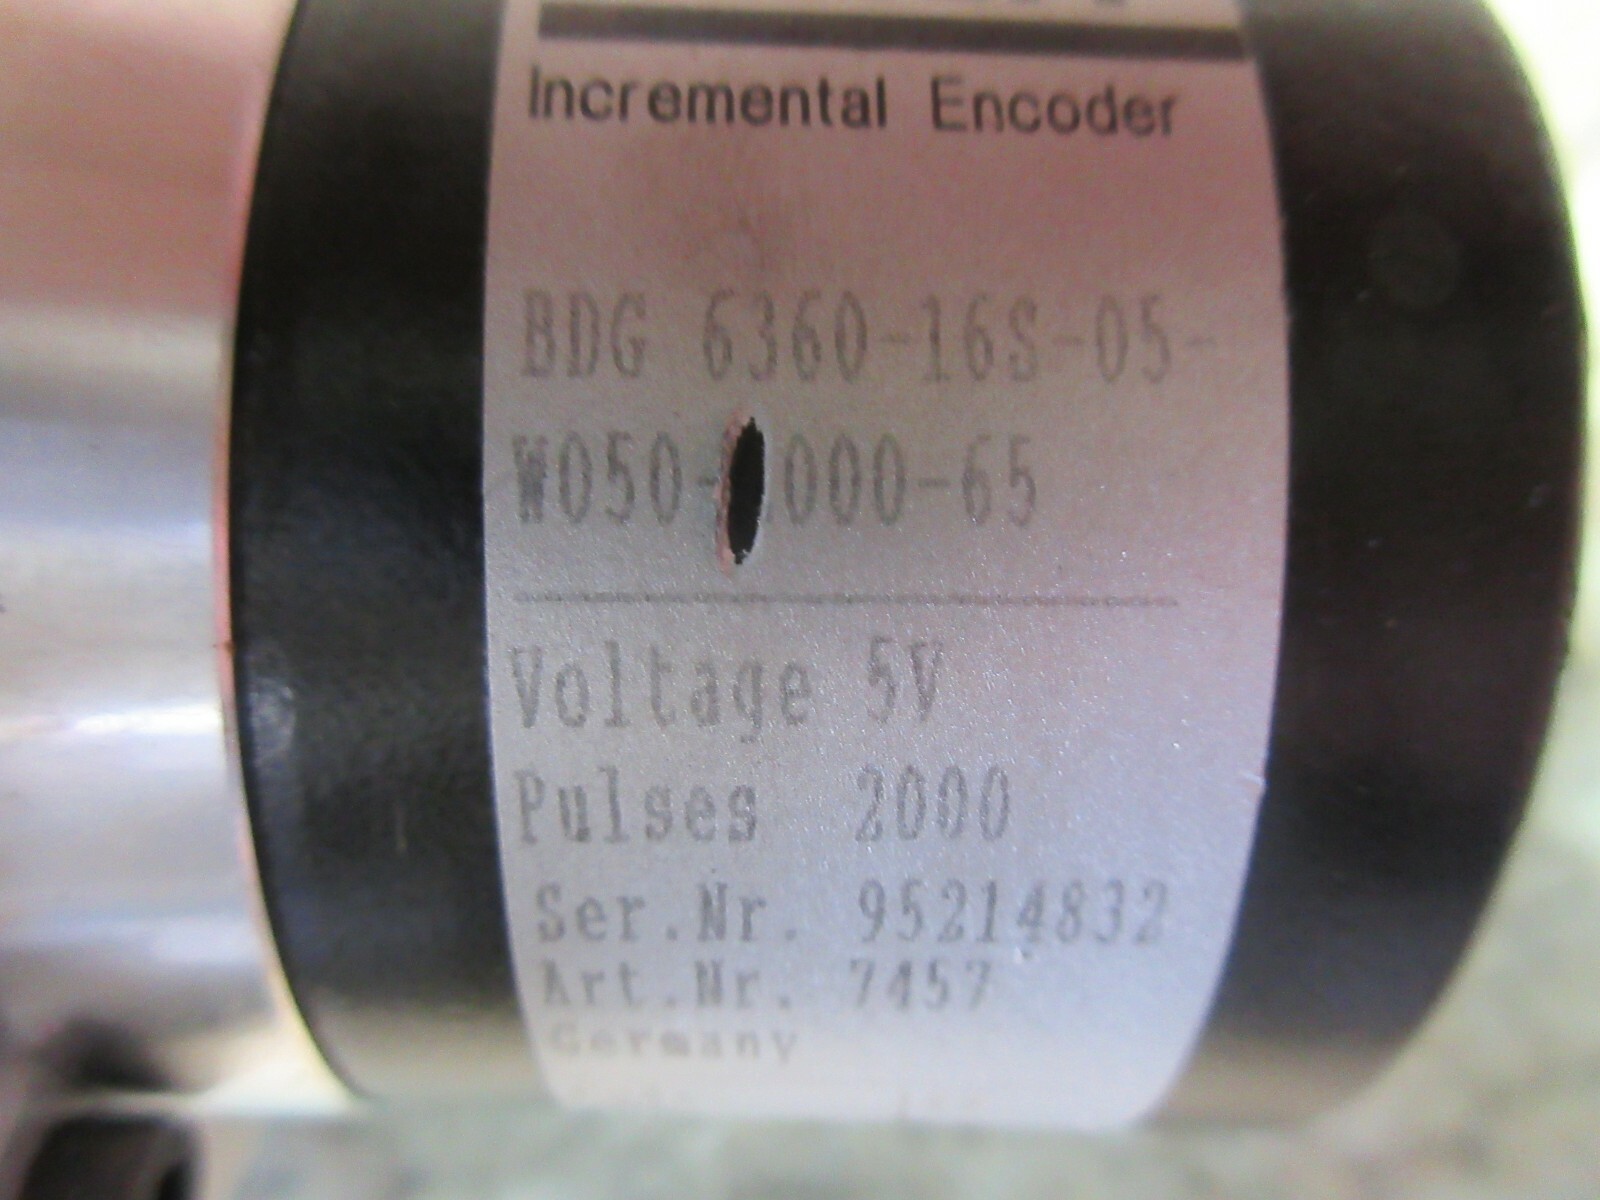 Incremental Encoder
BDG 6360-16S-05-
W050- 000-65
Voltage 5V
Pulses 2000
Ser.Nr. 95214832
Art.Nr. 7457
Germany